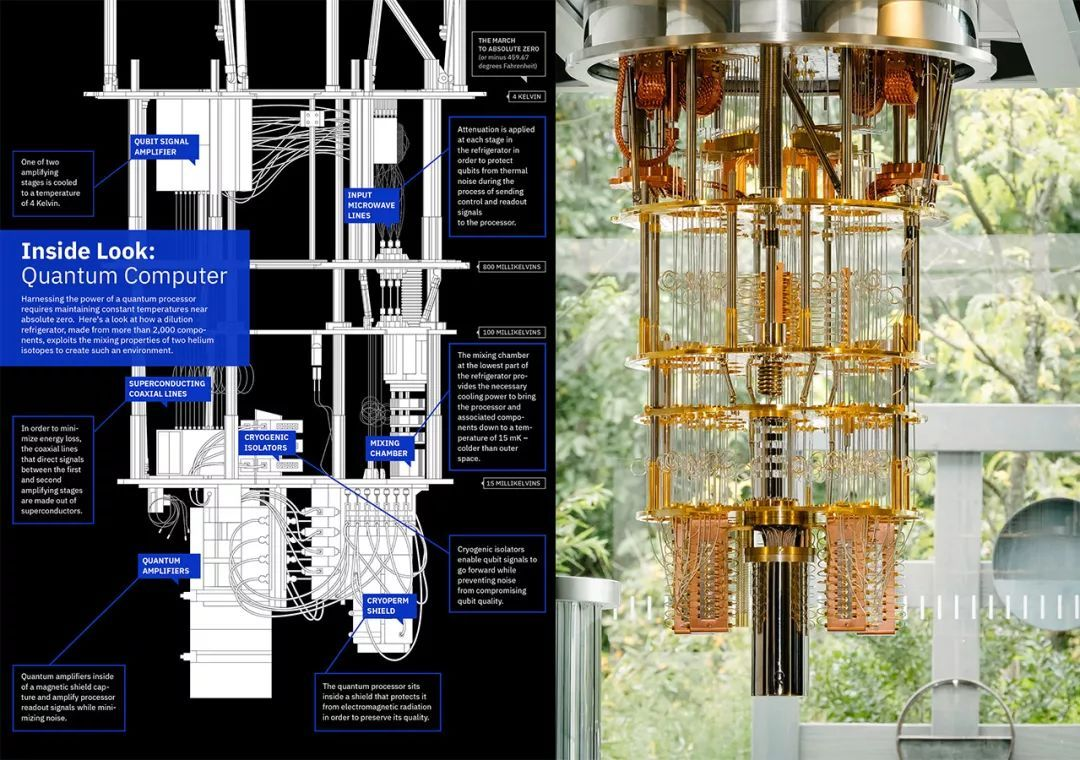 THE MARCH
TO ABSOLUTE ZERO
(or minus 459.67
degrees Fahrenheit)
4 KELVIN
QUBIT SIGNAL
AMPLIFIER
One of two
amplifying
stages is cooled
to a temperature
of 4 Kelvin.
Attenuation is applied
at each stage in
the refrigerator in
order to protect
qubits from thermal
noise during the
process of sending
control and readout
signals
to the processor.
INPUT
MICROWAVE
LINES
Inside Look:
Quantum Computer
Harnessing the power of a quantum processor
requires maintaining constant temperatures near
absolute zero. Here's a look at how a dilution
refrigerator, made from more than 2,000 compo-
nents, exploits the mixing properties of two helium
isotopes to create such an environment.
800 MILLIKELVINS
100 MILLIKELVINS
The mixing chamber
at the lowest part of
the refrigerator pro-
vides the necessary
cooling power to bring
the processor and
associated compo-
nents down to a tem-
perature of 15 mK –
colder than outer
space.
SUPERCONDUCTING
COAXIAL LINES
In order to mini-
mize energy loss,
the coaxial lines
that direct signals
between the first
and second
amplifying stages
are made out of
superconductors.
CRYOGENIC
ISOLATORS
MIXING
CHAMBER
15 MILLIKELVINS
Cryogenic isolators
enable qubit signals to
go forward while
preventing noise
from compromising
qubit quality.
QUANTUM
AMPLIFIERS
CRYOPERM
SHIELD
Quantum amplifiers inside
of a magnetic shield cap-
ture and amplify processor
readout signals while mini-
mizing noise.
The quantum processor sits
inside a shield that protects it
from electromagnetic radiation
in order to preserve its quality.